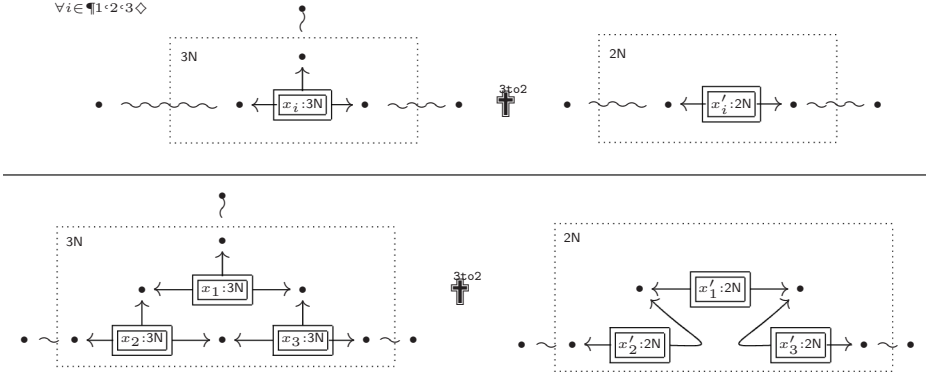 ∀i∈¶1‹2‹3◇
3N
x_i:3N
3to2
2N
x'_i:2N
3N
x_1:3N
x_2:3N x_3:3N
3to2
2N
x'_1:2N
x'_2:2N x'_3:2N